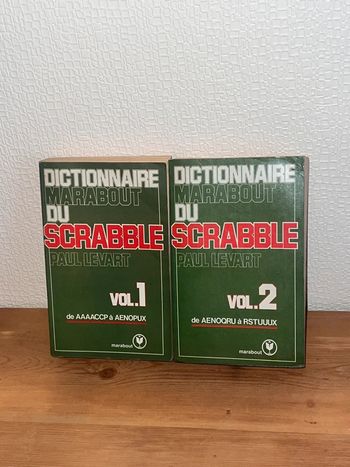 DICTIONNAIRE
MARABOUT
DU
SCRABBLE
PAUL LEVART
VOL.1
de AAAACCP à AENOPUX
marabout
DICTIONNAIRE
MARABOUT
DU
SCRABBLE
PAUL LEVART
VOL.2
de AENOQRU à RSTUUUX
marabout